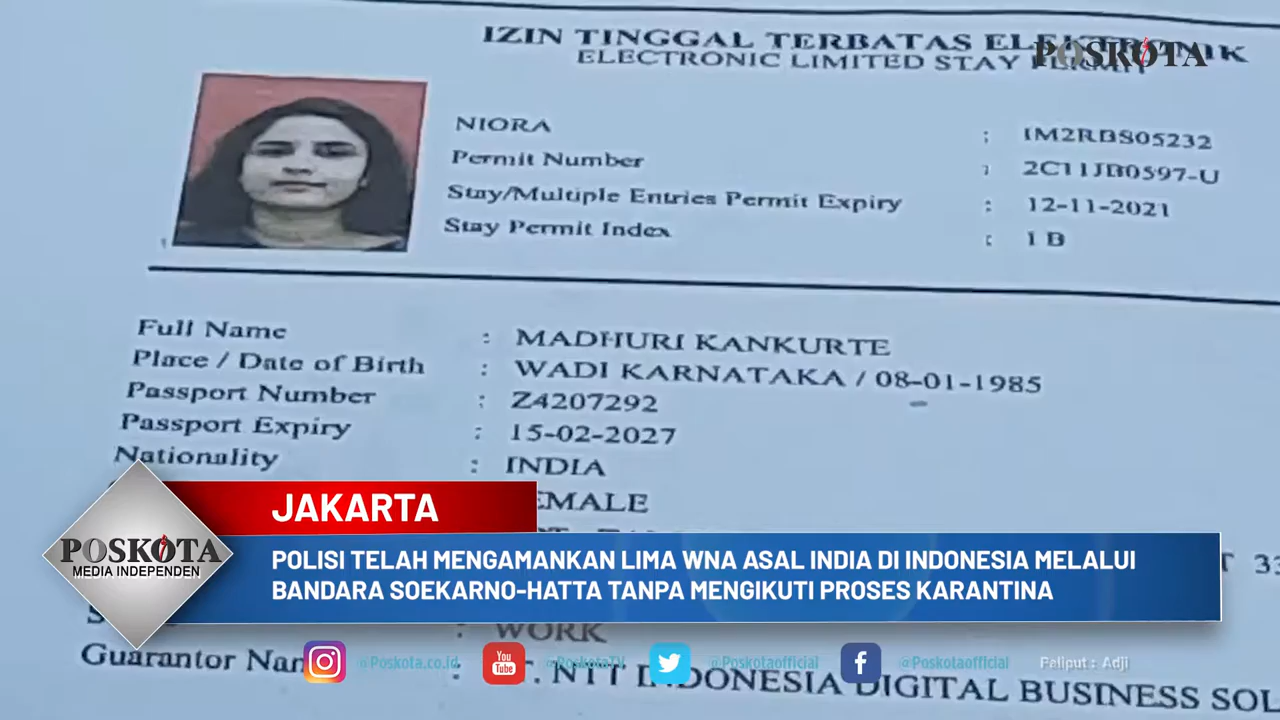 IZIN TINGGAL TERBATAS ELEKTRONIK
ELECTRONIC LIMITED STAY PERMIT
POSKOTA
NIORA : IM2RBS05232
Permit Number : 2C11JB0597-U
Stay/Multiple Entries Permit Expiry : 12-11-2021
Stay Permit Index : 1 B
Full Name : MADHURI KANKURTE
Place / Date of Birth : WADI KARNATAKA / 08-01-1985
Passport Number : Z4207292
Passport Expiry : 15-02-2027
Nationality : INDIA
JAKARTA
POSKOTA
MEDIA INDEPENDEN
POLISI TELAH MENGAMANKAN LIMA WNA ASAL INDIA DI INDONESIA MELALUI
BANDARA SOEKARNO-HATTA TANPA MENGIKUTI PROSES KARANTINA
: WORK
Guarantor : . NTT INDONESIA DIGITAL BUSINESS
@Poskota.co.id
You Tube @PoskotaTV
@Poskotaofficial
@Poskotaofficial
Peliput : Adji